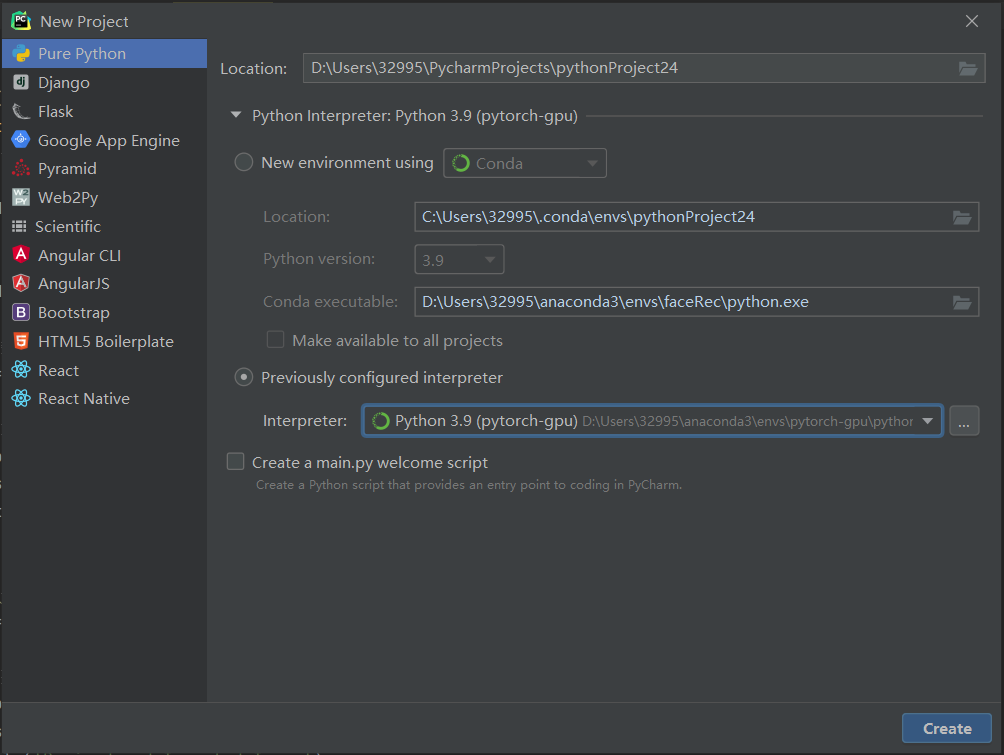 New Project
Pure Python
Django
Flask
Google App Engine
Pyramid
Web2Py
Scientific
Angular CLI
AngularJS
Bootstrap
HTML5 Boilerplate
React
React Native
Location: D:\Users\32995\PycharmProjects\pythonProject24
Python Interpreter: Python 3.9 (pytorch-gpu)
New environment using Conda
Location: C:\Users\32995\.conda\envs\pythonProject24
Python version: 3.9
Conda executable: D:\Users\32995\anaconda3\envs\faceRec\python.exe
Make available to all projects
Previously configured interpreter
Interpreter: Python 3.9 (pytorch-gpu) D:\Users\32995\anaconda3\envs\pytorch-gpu\python
...
Create a main.py welcome script
Create a Python script that provides an entry point to coding in PyCharm.
Create